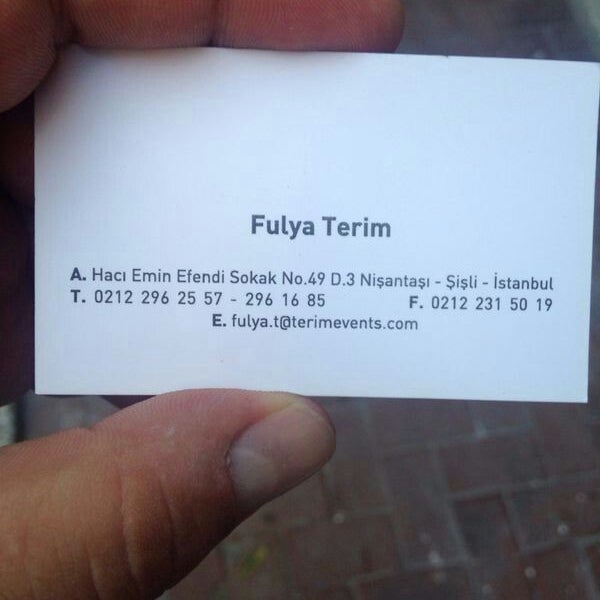 Fulya Terim
A. Hacı Emin Efendi Sokak No.49 D.3 Nişantaşı - Şişli - İstanbul
T. 0212 296 25 57 - 296 16 85 F. 0212 231 50 19
E. fulya.t@terimevents.com